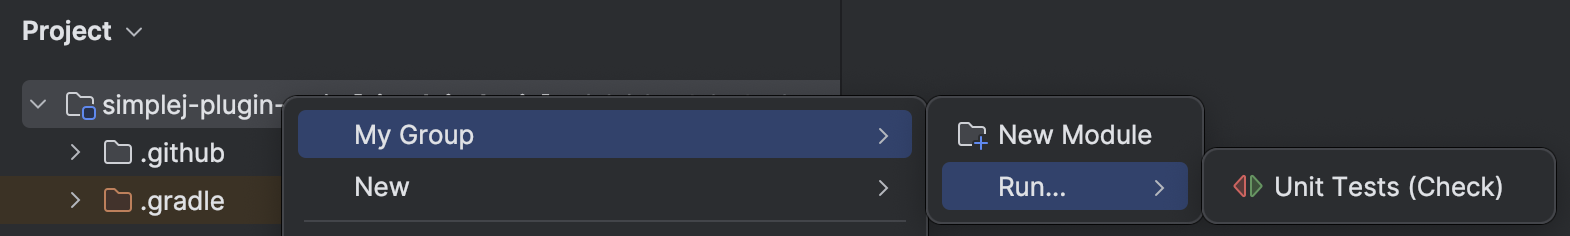 Project
simplej-plugin-
My Group
New Module
.github
New
Run...
Unit Tests (Check)
.gradle